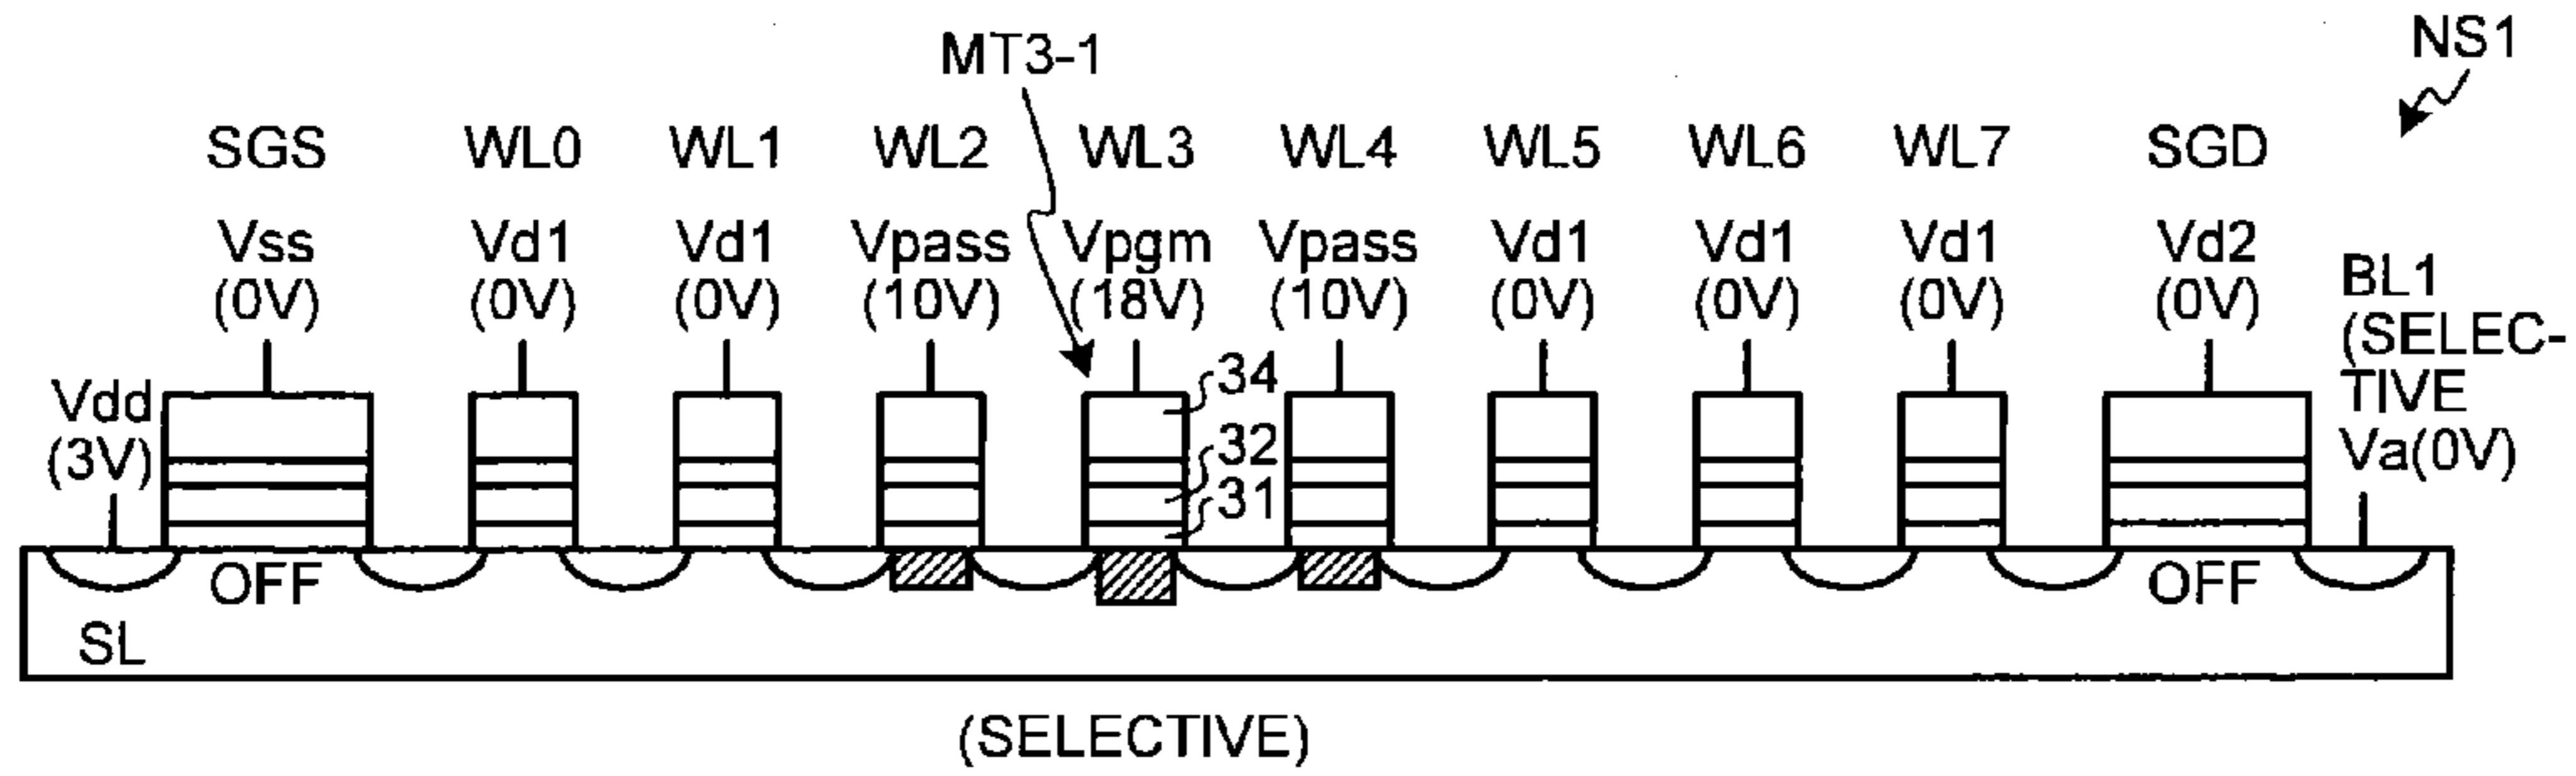 MT3-1
NS1
SGS WL0 WL1 WL2 WL3 WL4 WL5 WL6 WL7 SGD
Vss Vd1 Vd1 Vpass Vpgm Vpass Vd1 Vd1 Vd1 Vd2
(0V) (0V) (0V) (10V) (18V) (10V) (0V) (0V) (0V) (0V)
BL1
(SELEC-
TIVE
Va(0V)
Vdd
(3V)
34
32
31
OFF
OFF
SL
(SELECTIVE)